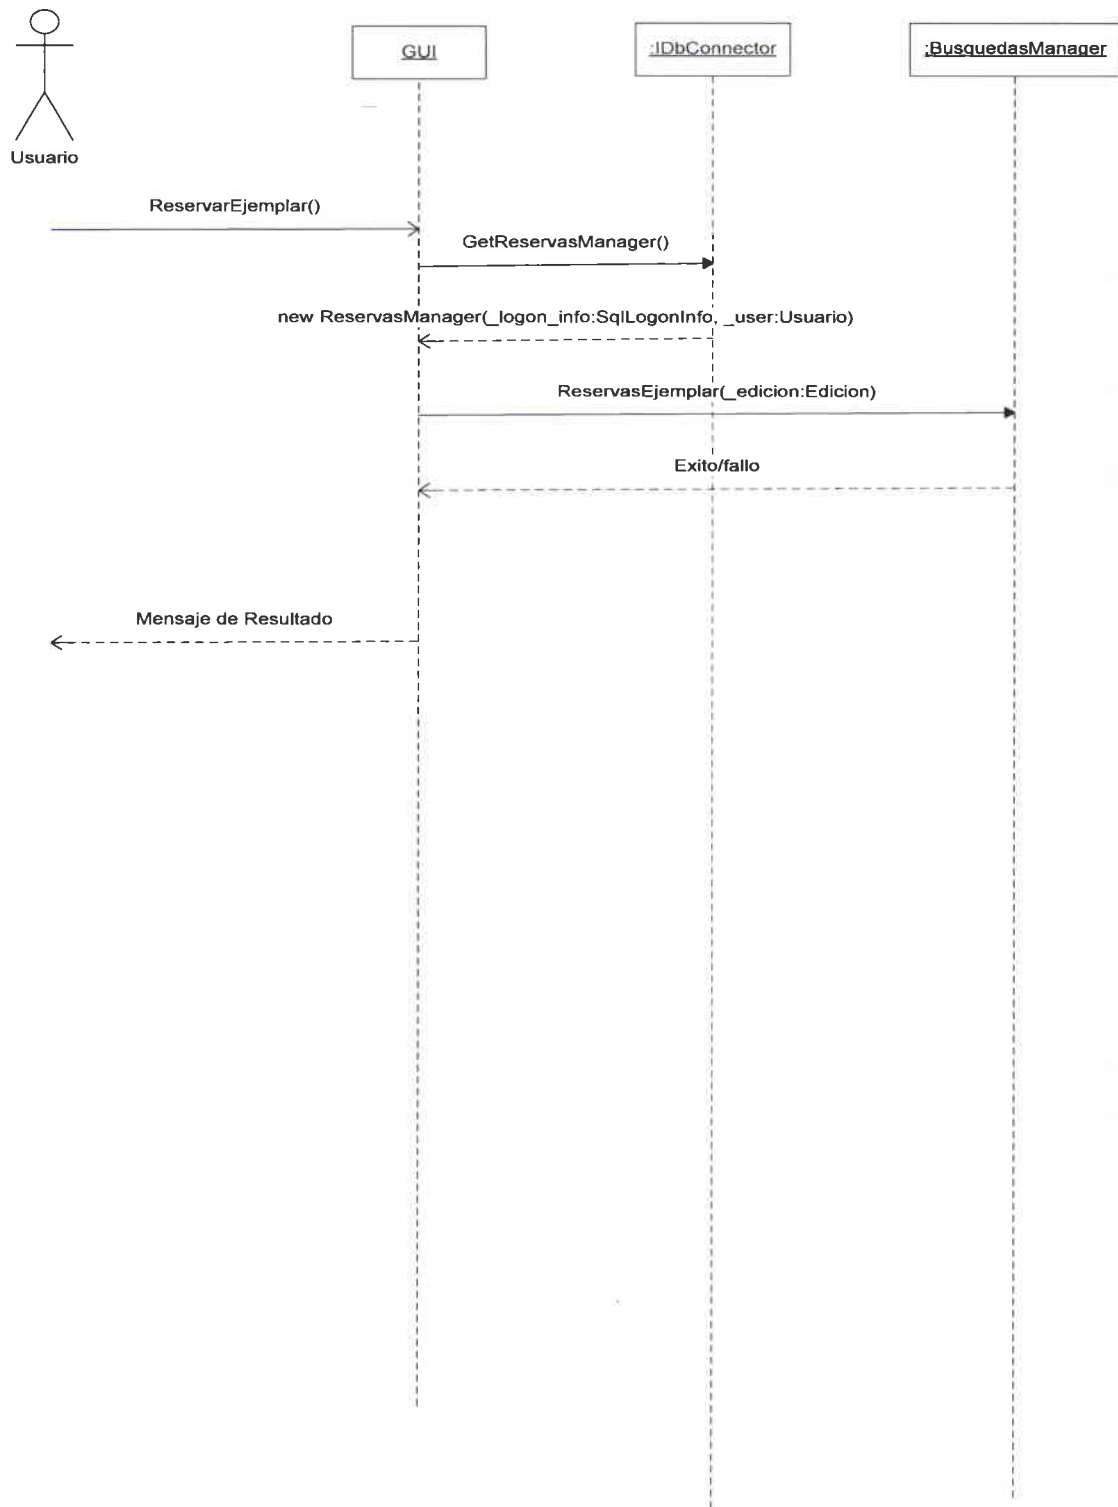 GUI
:IDbConnector
:BusquedasManager
Usuario
ReservarEjemplar()
GetReservasManager()
new ReservasManager(_logon_info:SqlLogonInfo, _user:Usuario)
ReservasEjemplar(_edicion:Edicion)
Exito/fallo
Mensaje de Resultado